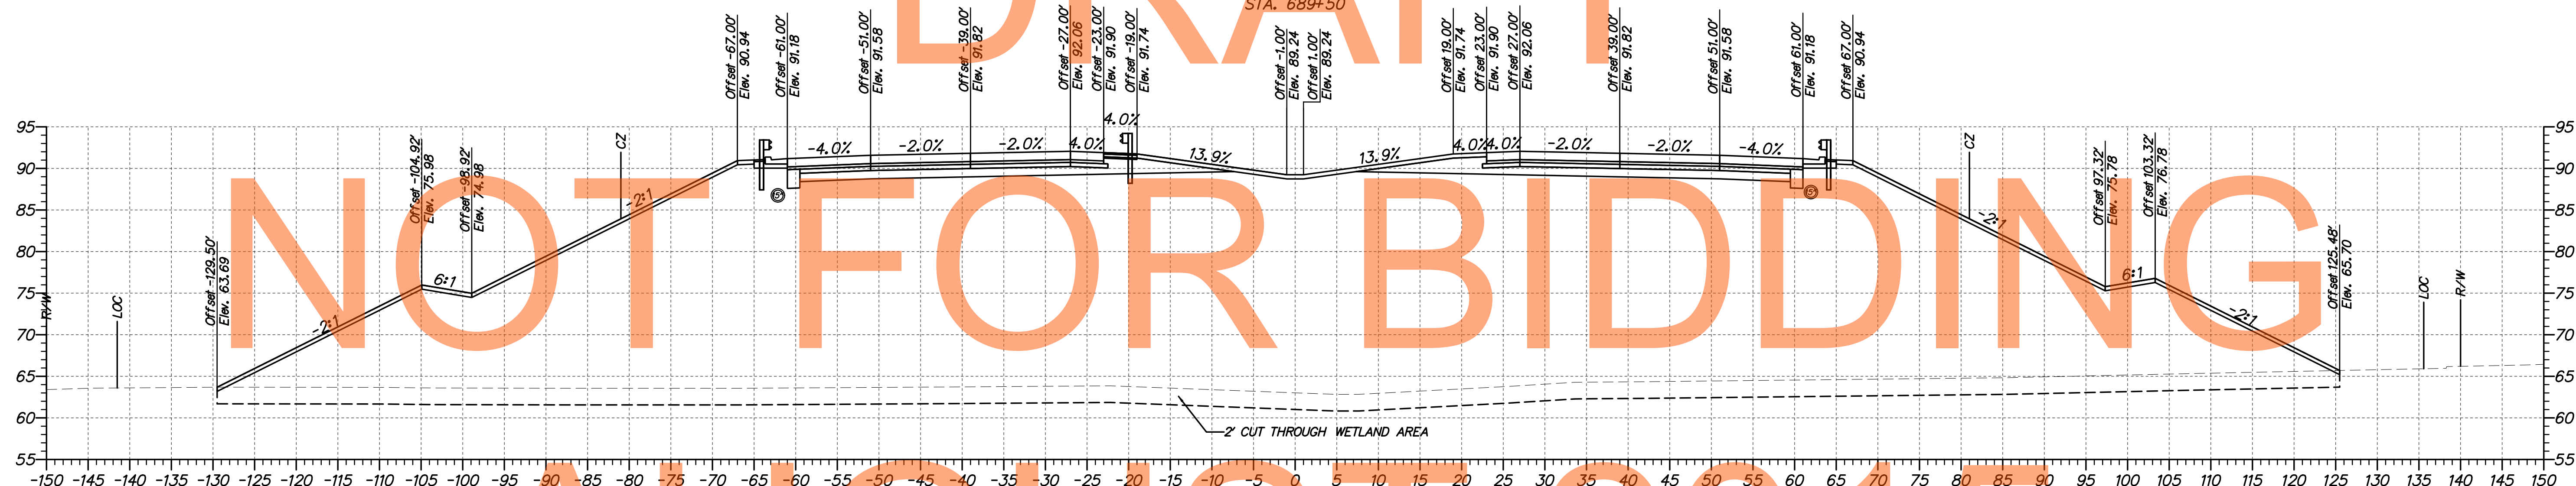 STA. 689+50
DRAFT
NOT FOR BIDDING
Offset -67.00'
Elev. 90.94
Offset -61.00'
Elev. 91.18
Offset -51.00'
Elev. 91.58
Offset -39.00'
Elev. 91.82
Offset -27.00'
Elev. 92.06
Offset -23.00'
Elev. 91.90
Offset -19.00'
Elev. 91.74
Offset -1.00'
Elev. 89.24
Offset 1.00'
Elev. 89.24
Offset 19.00'
Elev. 91.74
Offset 23.00'
Elev. 91.90
Offset 27.00'
Elev. 92.06
Offset 39.00'
Elev. 91.82
Offset 51.00'
Elev. 91.58
Offset 61.00'
Elev. 91.18
Offset 67.00'
Elev. 90.94
4.0%
-4.0%
-2.0%
-2.0%
4.0%
13.9%
13.9%
4.0%
4.0%
-2.0%
-2.0%
-4.0%
Offset -129.50'
Elev. 63.69
Offset -104.92'
Elev. 75.98
Offset -98.92'
Elev. 74.98
CZ
CZ
Offset 97.32'
Elev. 75.78
Offset 103.32'
Elev. 76.78
Offset 125.48'
Elev. 65.70
R/W
LOC
-2:1
6:1
-2:1
5
5
-2:1
6:1
-2:1
LOC
R/W
2' CUT THROUGH WETLAND AREA
95 95
90 90
85 85
80 80
75 75
70 70
65 65
60 60
55 55
-150 -145 -140 -135 -130 -125 -120 -115 -110 -105 -100 -95 -90 -85 -80 -75 -70 -65 -60 -55 -50 -45 -40 -35 -30 -25 -20 -15 -10 -5 0 5 10 15 20 25 30 35 40 45 50 55 60 65 70 75 80 85 90 95 100 105 110 115 120 125 130 135 140 145 150